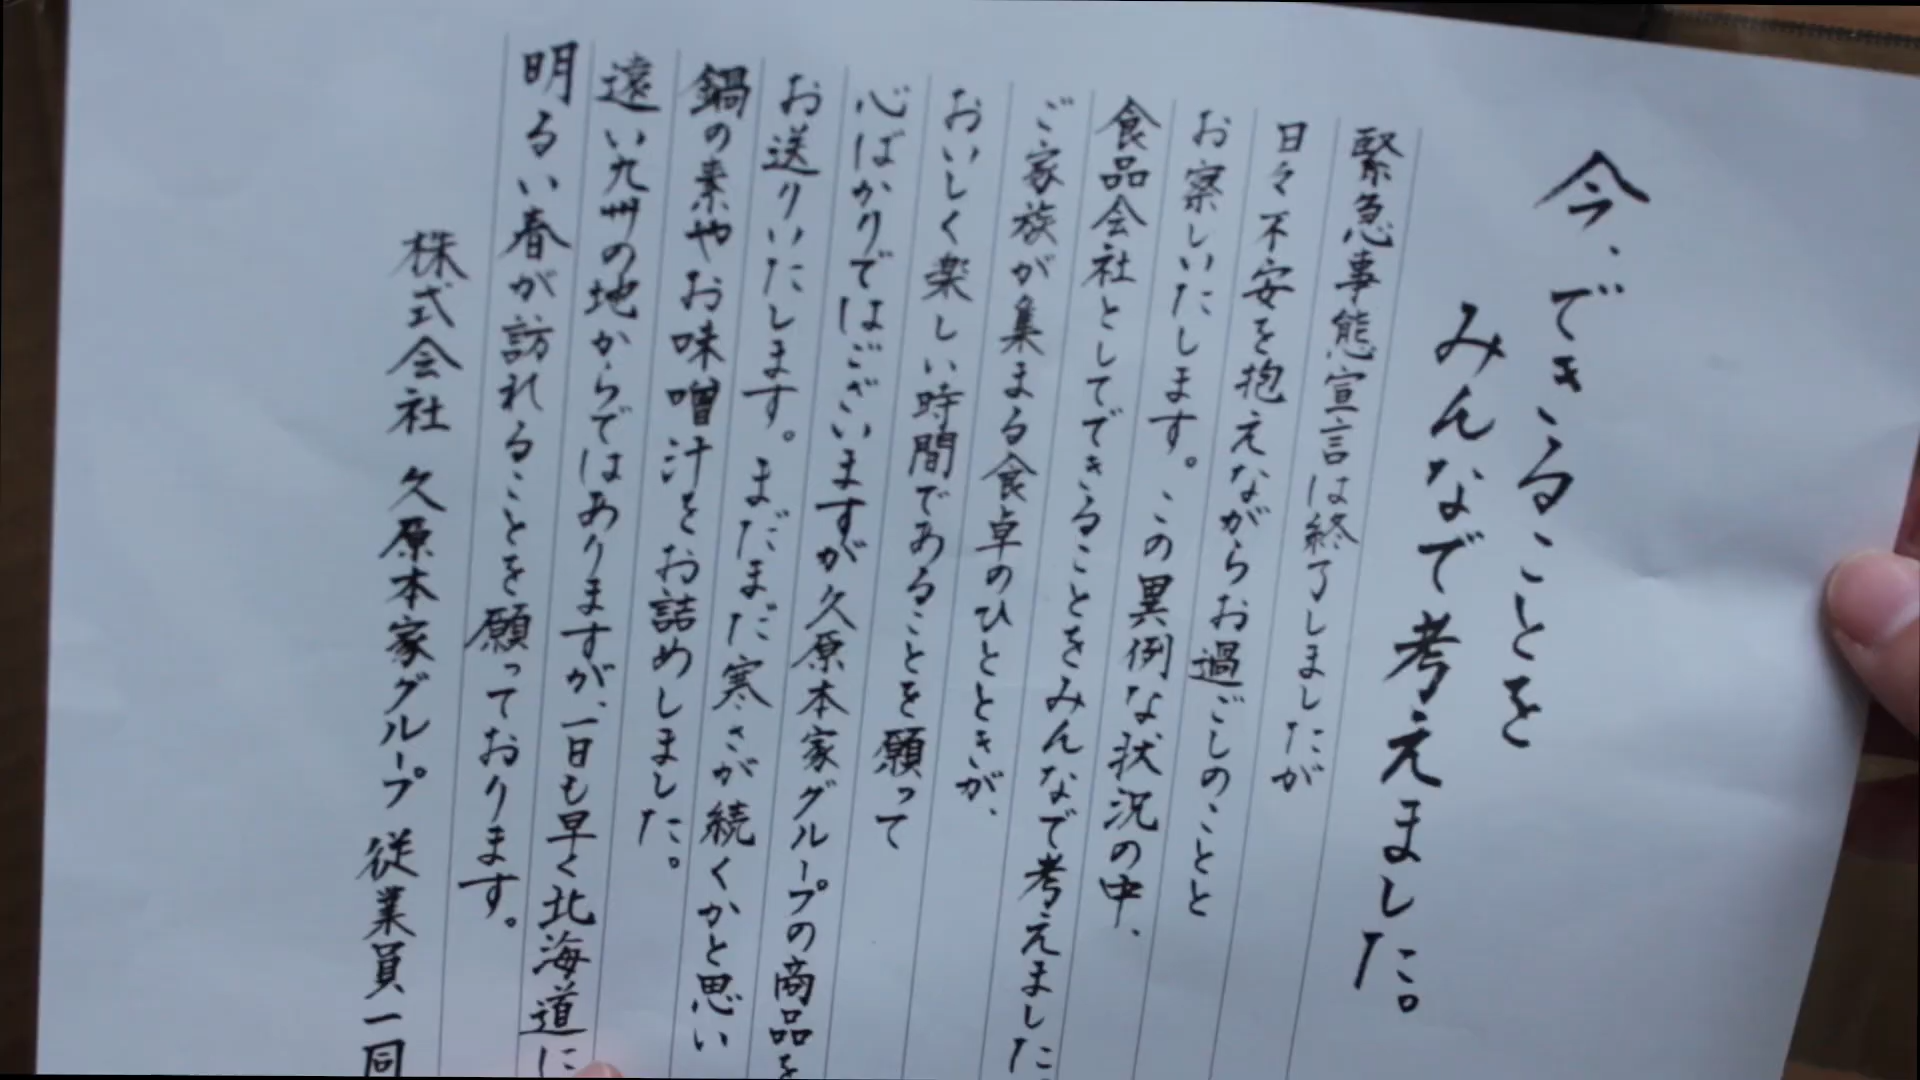 今、できることを
みんなで考えました。
緊急事態宣言は終了しましたが
日々不安を抱えながらお過ごしのことと
お察しいたします。この異例な状況の中、
食品会社としてできることをみんなで考えました。
ご家族が集まる食卓のひとときが、
おいしく楽しい時間であることを願って
心ばかりではございますが久原本家グループの商品を
お送りいたします。まだまだ寒さが続くかと思い
鍋の素やお味噌汁をお詰めしました。
遠い九州の地からではありますが、一日も早く北海道に
明るい春が訪れることを願っております。
株式会社 久原本家グループ 従業員一同